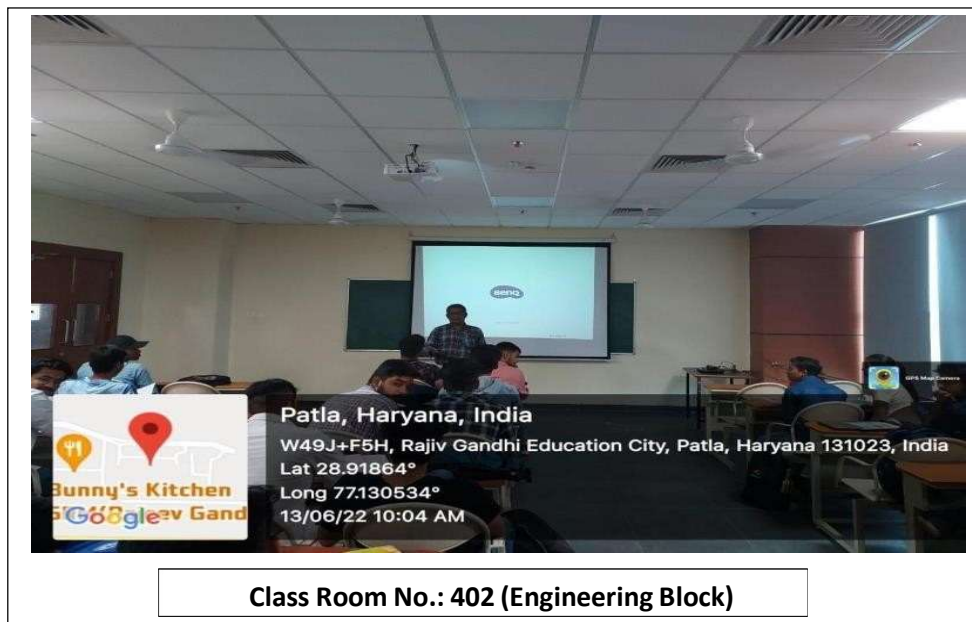 BenQ
GPS Map Camera
Patla, Haryana, India
W49J+F5H, Rajiv Gandhi Education City, Patla, Haryana 131023, India
Lat 28.91864°
Long 77.130534°
13/06/22 10:04 AM
Bunny's Kitchen
Google
Gand
Class Room No.: 402 (Engineering Block)